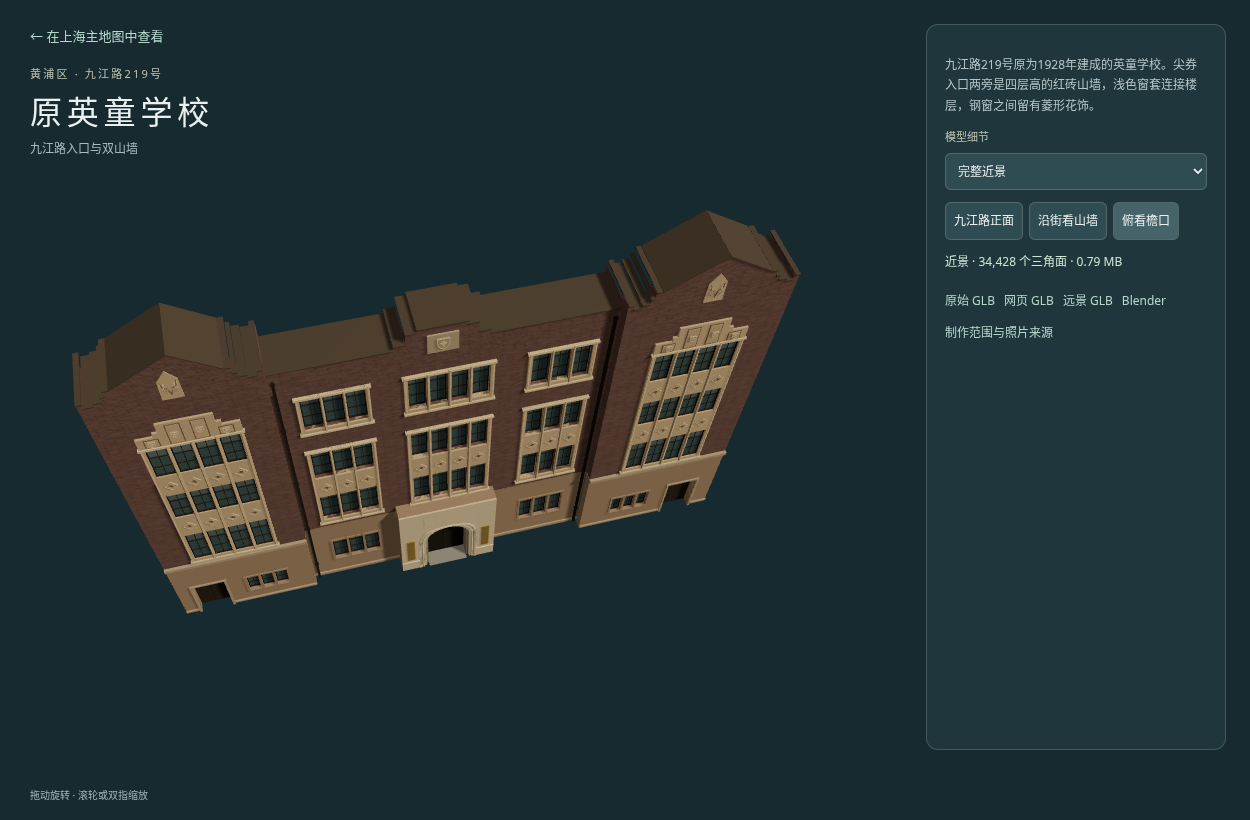 ← 在上海主地图中查看
黄浦区 · 九江路219号
原英童学校
九江路入口与双山墙
九江路219号原为1928年建成的英童学校。尖券
入口两旁是四层高的红砖山墙，浅色窗套连接楼
层，钢窗之间留有菱形花饰。
模型细节
完整近景
九江路正面 沿街看山墙 俯看檐口
近景 · 34,428 个三角面 · 0.79 MB
原始 GLB 网页 GLB 远景 GLB Blender
制作范围与照片来源
拖动旋转 · 滚轮或双指缩放